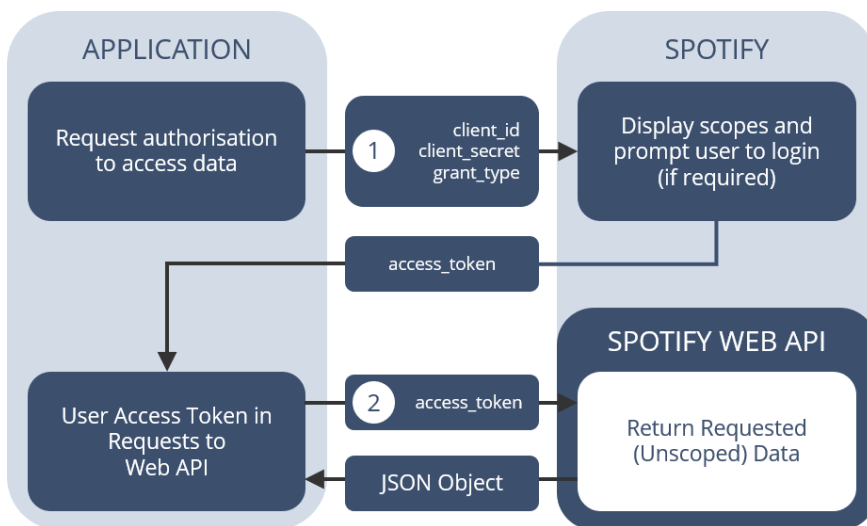 APPLICATION
SPOTIFY
Request authorisation
to access data
1
client_id
client_secret
grant_type
Display scopes and
prompt user to login
(if required)
access_token
SPOTIFY WEB API
User Access Token in
Requests to
Web API
2
access_token
Return Requested
(Unscoped) Data
JSON Object